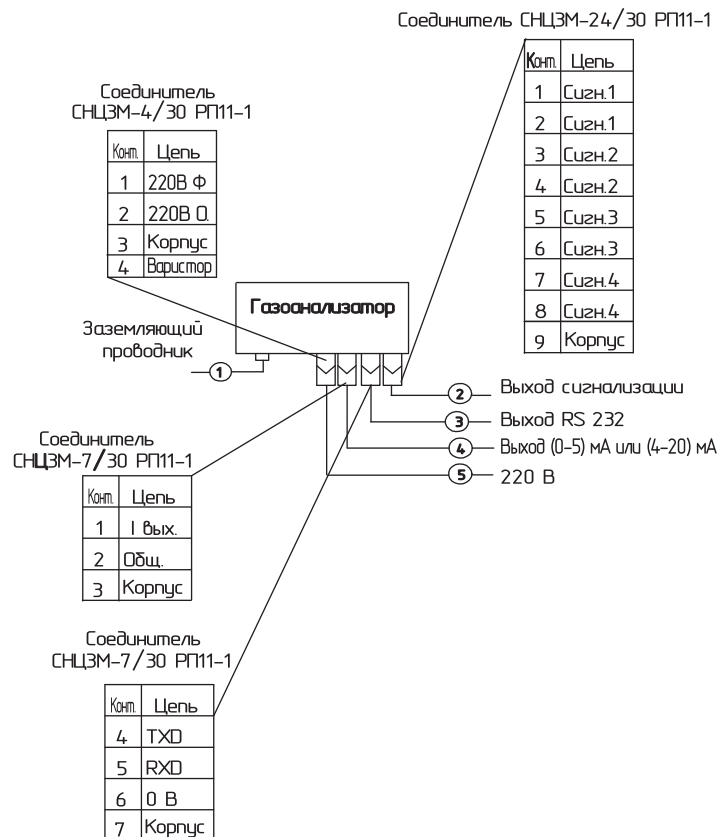 Соединитель СНЦ3М-24/30 РП11-1
Конт. Цепь
1 Сигн.1
2 Сигн.1
3 Сигн.2
4 Сигн.2
5 Сигн.3
6 Сигн.3
7 Сигн.4
8 Сигн.4
9 Корпус
Соединитель
СНЦ3М-4/30 РП11-1
Конт. Цепь
1 220В Ф
2 220В О.
3 Корпус
4 Варистор
Газоанализатор
Заземляющий
проводник
1
2 Выход сигнализации
3 Выход RS 232
4 Выход (0-5) мА или (4-20) мА
5 220 В
Соединитель
СНЦ3М-7/30 РП11-1
Конт. Цепь
1 I вых.
2 Общ.
3 Корпус
Соединитель
СНЦ3М-7/30 РП11-1
Конт. Цепь
4 TXD
5 RXD
6 0 В
7 Корпус